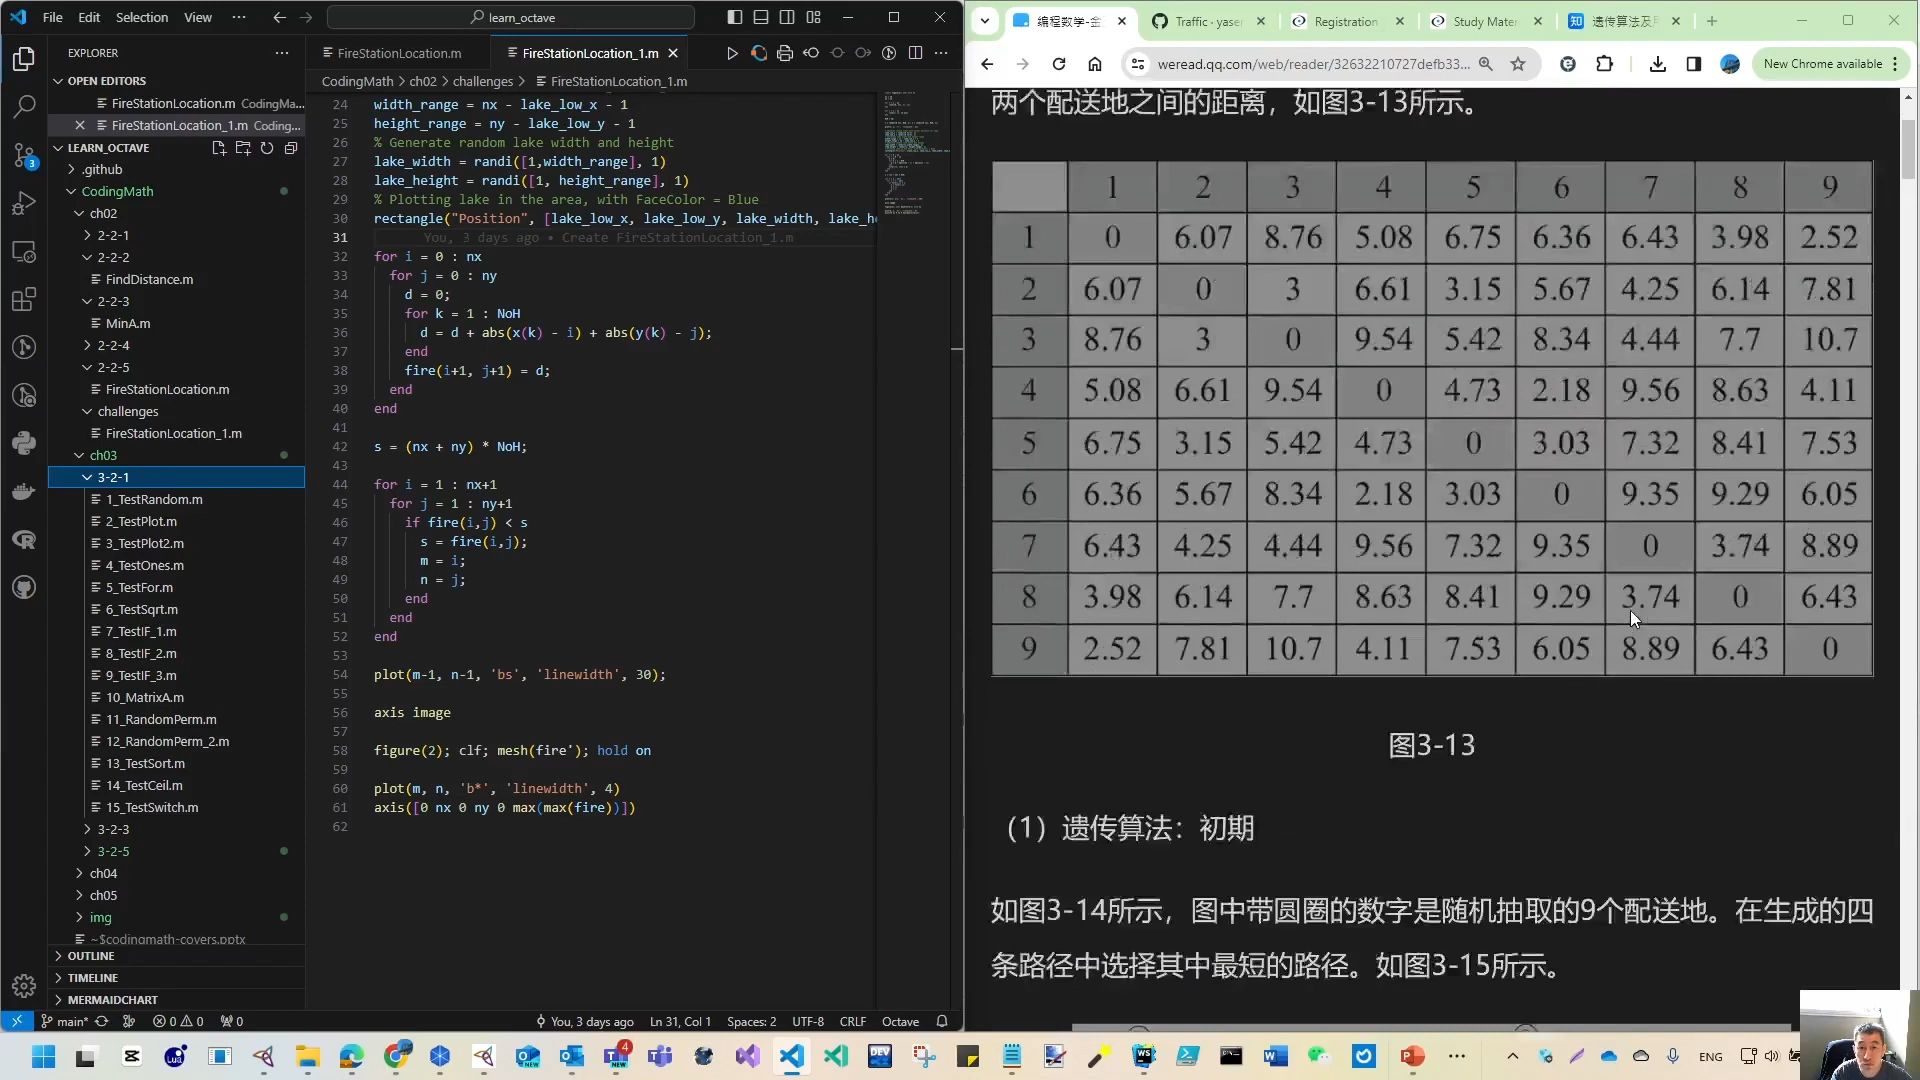 File Edit Selection View ··· learn_octave
EXPLORER
OPEN EDITORS
FireStationLocation.m CodingMa...
FireStationLocation_1.m Coding...
LEARN_OCTAVE
.github
CodingMath
ch02
2-2-1
2-2-2
FindDistance.m
2-2-3
MinA.m
2-2-4
2-2-5
FireStationLocation.m
challenges
FireStationLocation_1.m
ch03
3-2-1
1_TestRandom.m
2_TestPlot.m
3_TestPlot2.m
4_TestOnes.m
5_TestFor.m
6_TestSqrt.m
7_TestIF_1.m
8_TestIF_2.m
9_TestIF_3.m
10_MatrixA.m
11_RandomPerm.m
12_RandomPerm_2.m
13_TestSort.m
14_TestCeil.m
15_TestSwitch.m
3-2-3
3-2-5
ch04
ch05
img
~$codingmath-covers.pptx
OUTLINE
TIMELINE
MERMAIDCHART
FireStationLocation.m FireStationLocation_1.m
CodingMath > ch02 > challenges > FireStationLocation_1.m
24 width_range = nx - lake_low_x - 1
25 height_range = ny - lake_low_y - 1
26 % Generate random lake width and height
27 lake_width = randi([1,width_range], 1)
28 lake_height = randi([1, height_range], 1)
29 % Plotting lake in the area, with FaceColor = Blue
30 rectangle("Position", [lake_low_x, lake_low_y, lake_width, lake_he
31 You, 3 days ago • Create FireStationLocation_1.m
32 for i = 0 : nx
33 for j = 0 : ny
34 d = 0;
35 for k = 1 : NoH
36 d = d + abs(x(k) - i) + abs(y(k) - j);
37 end
38 fire(i+1, j+1) = d;
39 end
40 end
41
42 s = (nx + ny) * NoH;
43
44 for i = 1 : nx+1
45 for j = 1 : ny+1
46 if fire(i,j) < s
47 s = fire(i,j);
48 m = i;
49 n = j;
50 end
51 end
52 end
53
54 plot(m-1, n-1, 'bs', 'linewidth', 30);
55
56 axis image
57
58 figure(2); clf; mesh(fire'); hold on
59
60 plot(m, n, 'b*', 'linewidth', 4)
61 axis([0 nx 0 ny 0 max(max(fire))])
62
main* 0 0 0 You, 3 days ago Ln 31, Col 1 Spaces: 2 UTF-8 CRLF Octave
编程数学-金 Traffic · yase Registration Study Mater 遗传算法及
weread.qq.com/web/reader/32632210727defb33... New Chrome available
两个配送地之间的距离，如图3-13所示。
1 2 3 4 5 6 7 8 9
1 0 6.07 8.76 5.08 6.75 6.36 6.43 3.98 2.52
2 6.07 0 3 6.61 3.15 5.67 4.25 6.14 7.81
3 8.76 3 0 9.54 5.42 8.34 4.44 7.7 10.7
4 5.08 6.61 9.54 0 4.73 2.18 9.56 8.63 4.11
5 6.75 3.15 5.42 4.73 0 3.03 7.32 8.41 7.53
6 6.36 5.67 8.34 2.18 3.03 0 9.35 9.29 6.05
7 6.43 4.25 4.44 9.56 7.32 9.35 0 3.74 8.89
8 3.98 6.14 7.7 8.63 8.41 9.29 3.74 0 6.43
9 2.52 7.81 10.7 4.11 7.53 6.05 8.89 6.43 0
图3-13
（1）遗传算法：初期
如图3-14所示，图中带圆圈的数字是随机抽取的9个配送地。在生成的四
条路径中选择其中最短的路径。如图3-15所示。
ENG